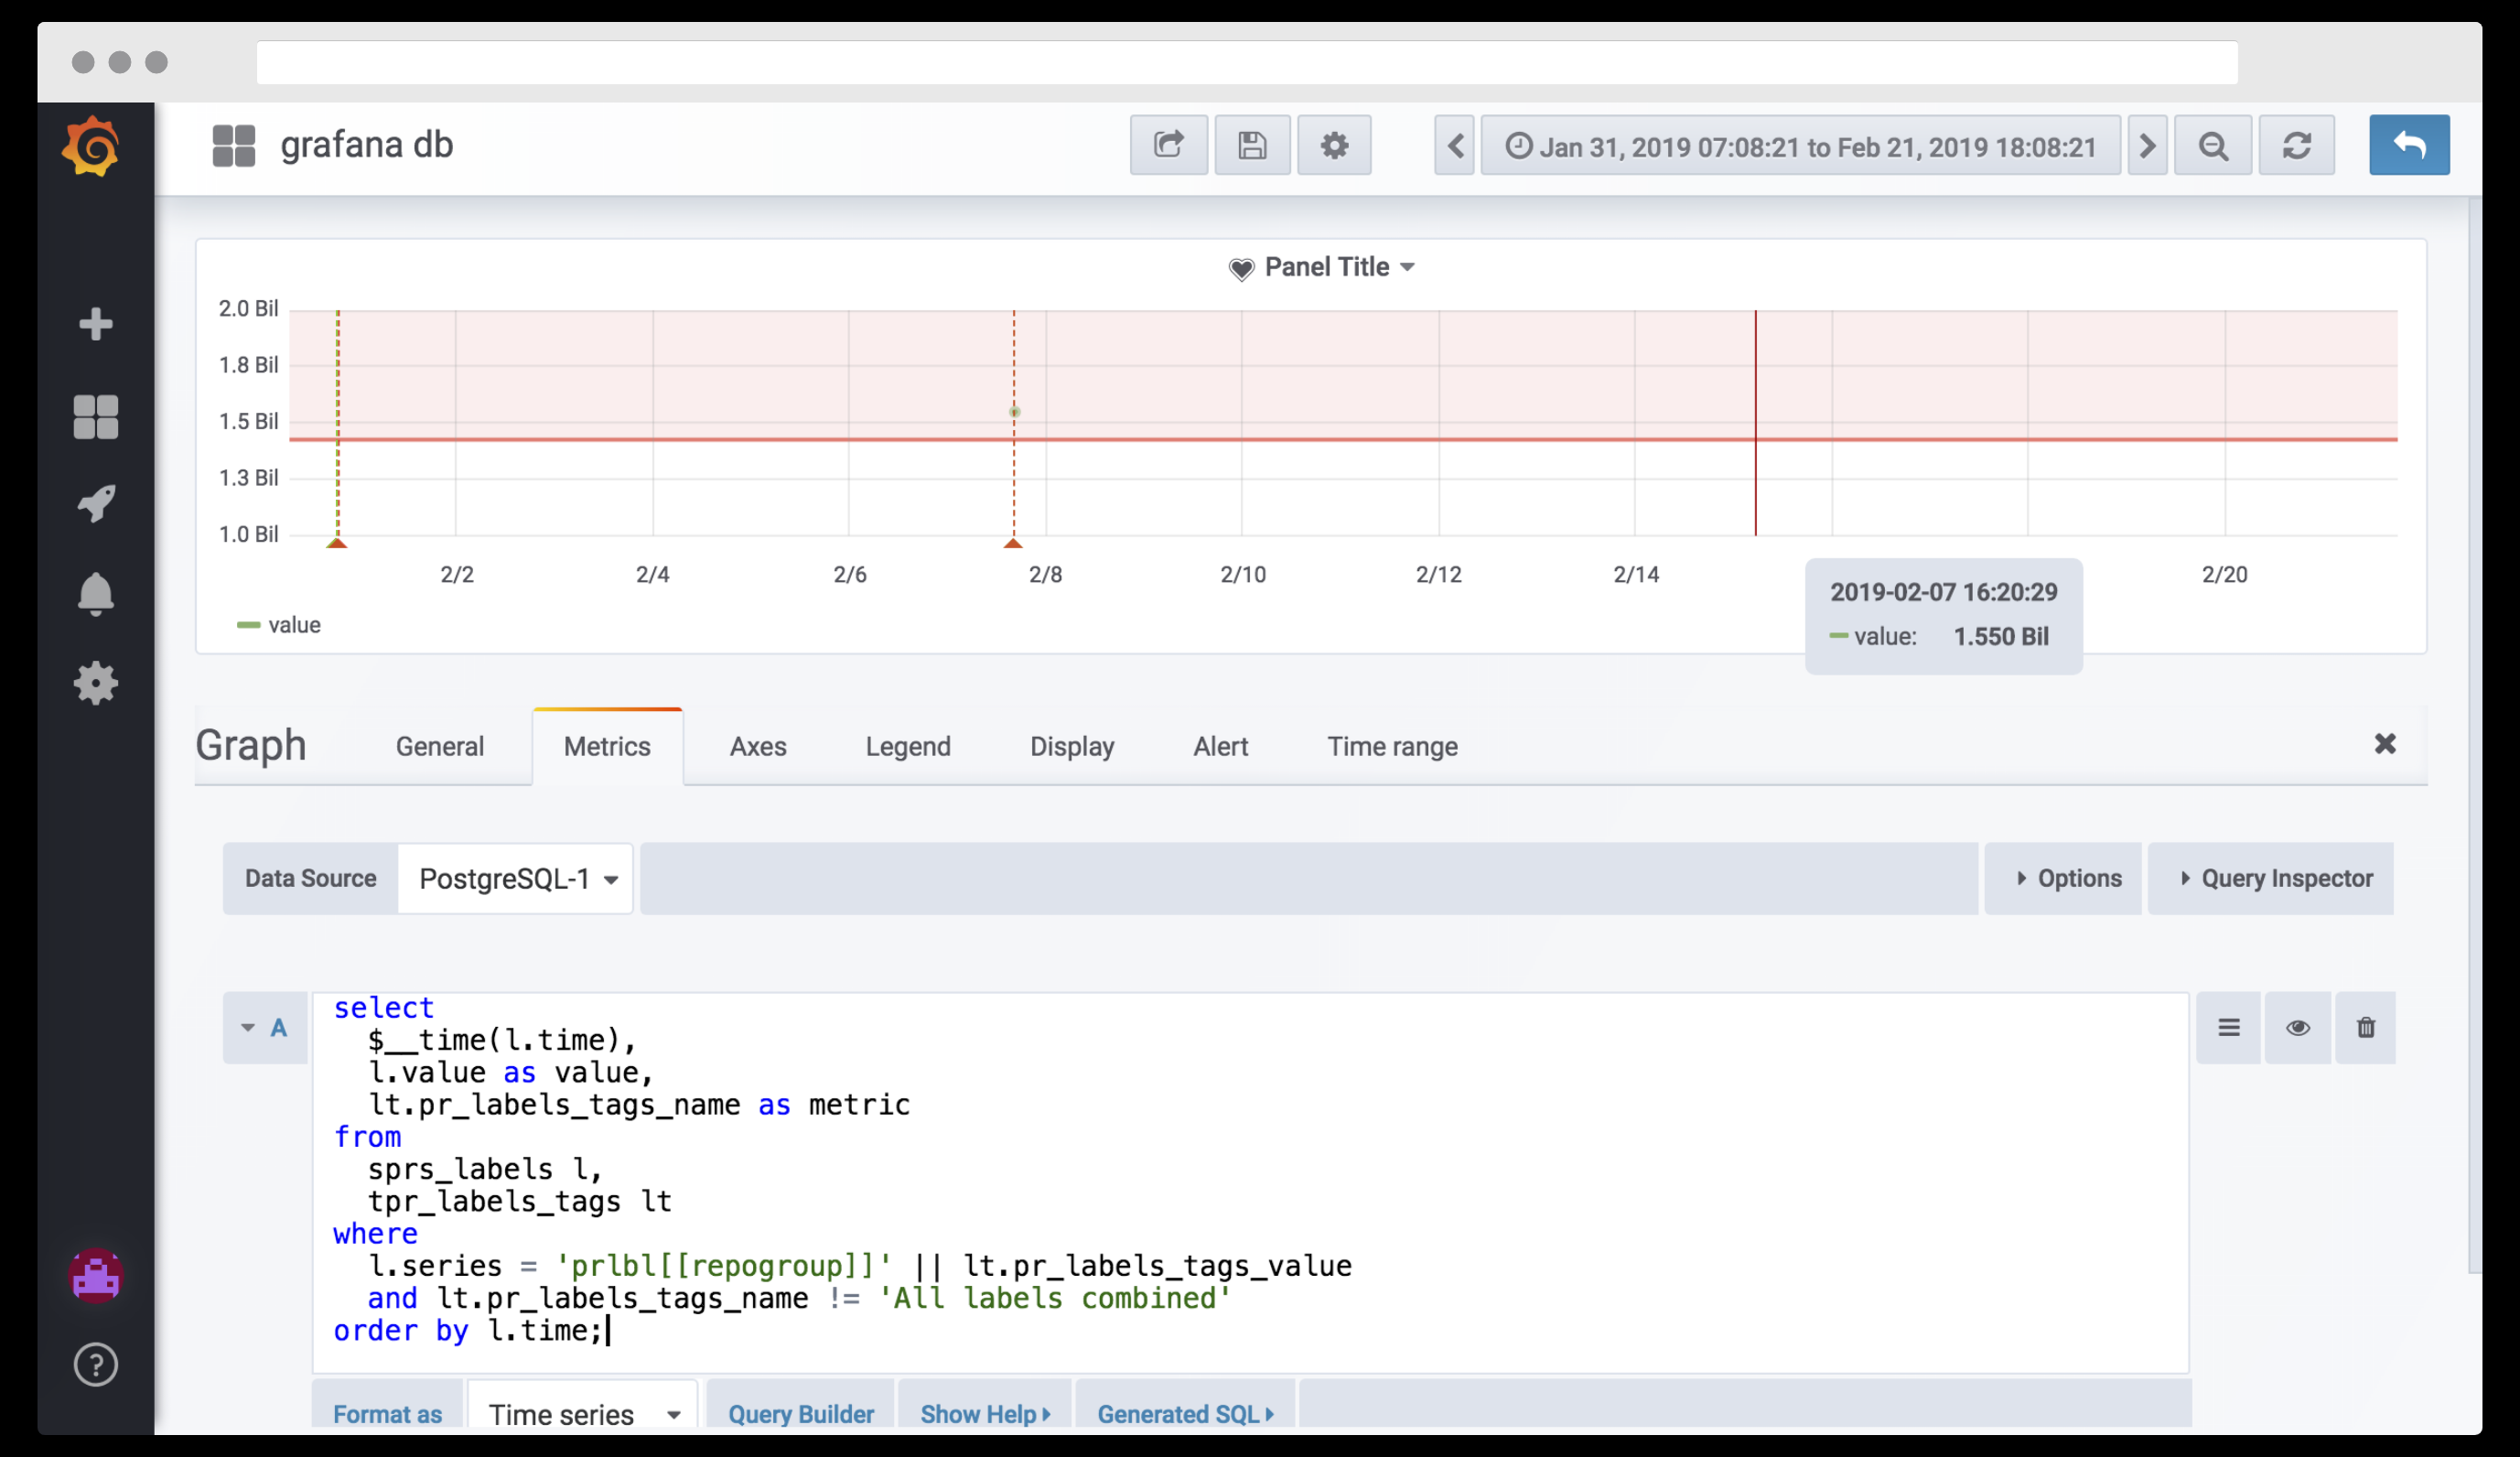 grafana db
Jan 31, 2019 07:08:21 to Feb 21, 2019 18:08:21
Panel Title
2.0 Bil
1.8 Bil
1.5 Bil
1.3 Bil
1.0 Bil
2/2 2/4 2/6 2/8 2/10 2/12 2/14 2/20
value
2019-02-07 16:20:29
value: 1.550 Bil
Graph General Metrics Axes Legend Display Alert Time range
Data Source PostgreSQL-1 Options Query Inspector
A
select
  $__time(l.time),
  l.value as value,
  lt.pr_labels_tags_name as metric
from
  sprs_labels l,
  tpr_labels_tags lt
where
  l.series = 'prlbl[[repogroup]]' || lt.pr_labels_tags_value
  and lt.pr_labels_tags_name != 'All labels combined'
order by l.time;
Format as Time series Query Builder Show Help Generated SQL